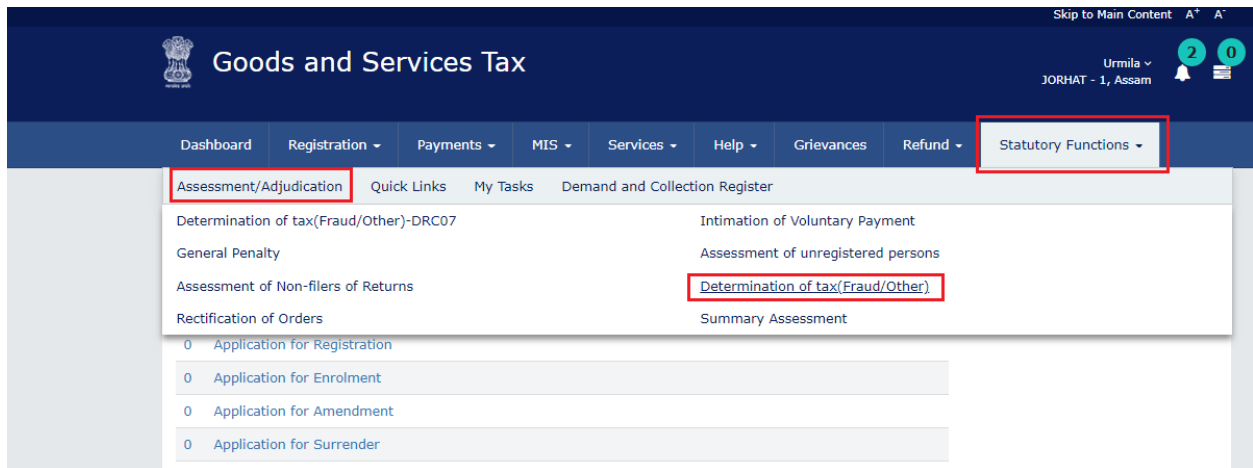 Skip to Main Content A+ A-
Goods and Services Tax
Urmila
JORHAT - 1, Assam
2
0
Dashboard Registration Payments MIS Services Help Grievances Refund Statutory Functions
Assessment/Adjudication Quick Links My Tasks Demand and Collection Register
Determination of tax(Fraud/Other)-DRC07 Intimation of Voluntary Payment
General Penalty Assessment of unregistered persons
Assessment of Non-filers of Returns Determination of tax(Fraud/Other)
Rectification of Orders Summary Assessment
0 Application for Registration
0 Application for Enrolment
0 Application for Amendment
0 Application for Surrender